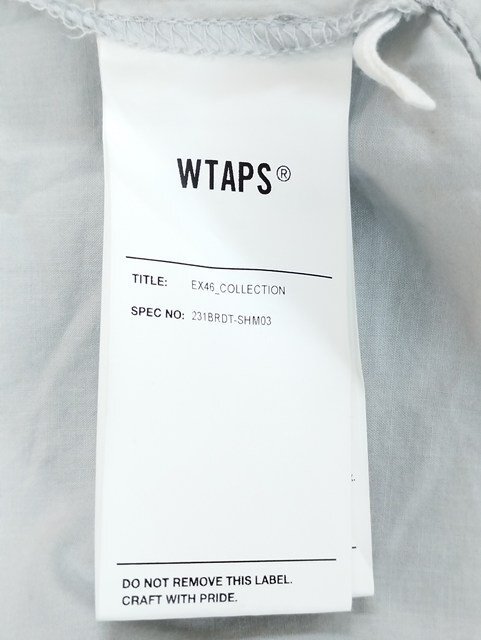 WTAPS®
TITLE: EX46_COLLECTION
SPEC NO: 231BRDT-SHM03
DO NOT REMOVE THIS LABEL.
CRAFT WITH PRIDE.